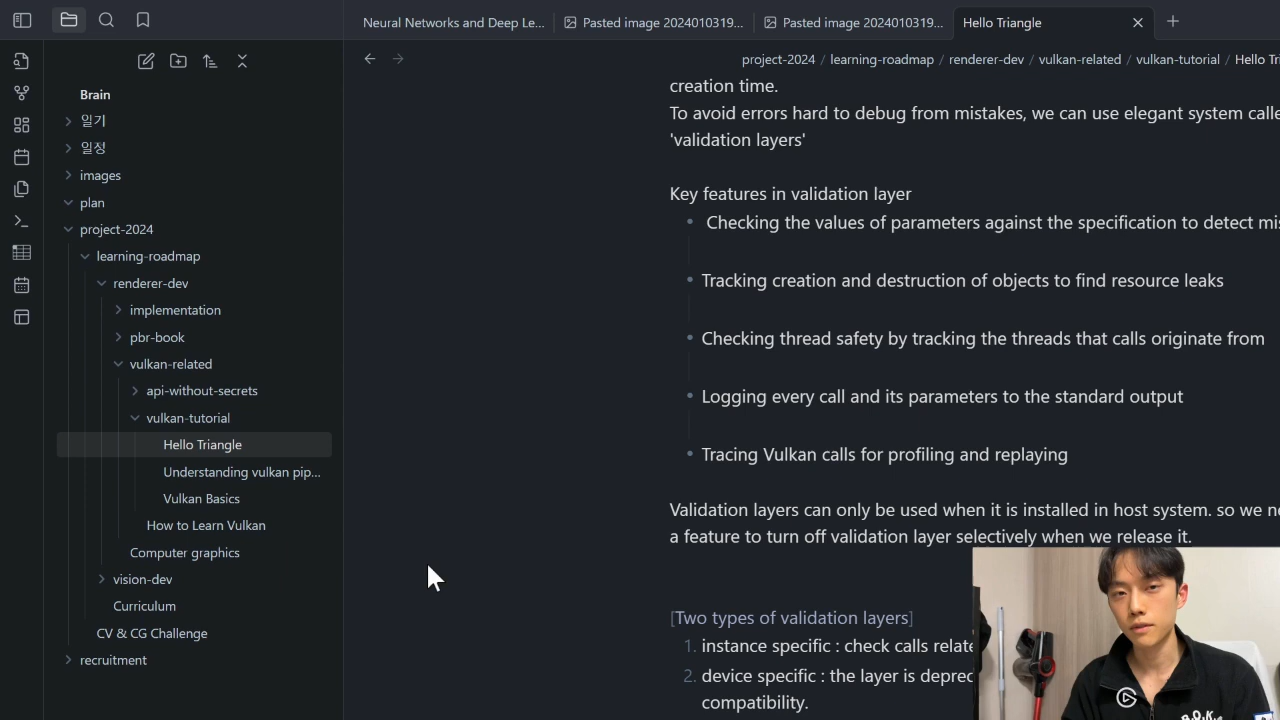 Neural Networks and Deep Le...
Pasted image 2024010319...
Pasted image 2024010319...
Hello Triangle
project-2024 / learning-roadmap / renderer-dev / vulkan-related / vulkan-tutorial / Hello Tri
Brain
일기
일정
images
plan
project-2024
learning-roadmap
renderer-dev
implementation
pbr-book
vulkan-related
api-without-secrets
vulkan-tutorial
Hello Triangle
Understanding vulkan pip...
Vulkan Basics
How to Learn Vulkan
Computer graphics
vision-dev
Curriculum
CV & CG Challenge
recruitment
creation time.
To avoid errors hard to debug from mistakes, we can use elegant system calle
'validation layers'
Key features in validation layer
• Checking the values of parameters against the specification to detect mis
• Tracking creation and destruction of objects to find resource leaks
• Checking thread safety by tracking the threads that calls originate from
• Logging every call and its parameters to the standard output
• Tracing Vulkan calls for profiling and replaying
Validation layers can only be used when it is installed in host system. so we ne
a feature to turn off validation layer selectively when we release it.
[Two types of validation layers]
1. instance specific : check calls relate
2. device specific : the layer is deprec
compatibility.
R.O.K